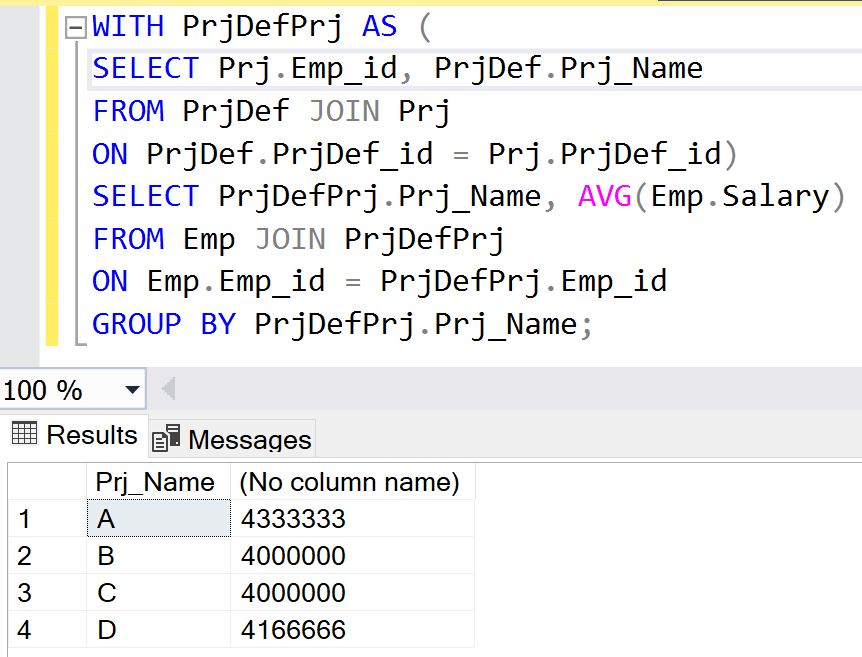 WITH PrjDefPrj AS (
SELECT Prj.Emp_id, PrjDef.Prj_Name
FROM PrjDef JOIN Prj
ON PrjDef.PrjDef_id = Prj.PrjDef_id)
SELECT PrjDefPrj.Prj_Name, AVG(Emp.Salary)
FROM Emp JOIN PrjDefPrj
ON Emp.Emp_id = PrjDefPrj.Emp_id
GROUP BY PrjDefPrj.Prj_Name;
100 %
Results Messages
Prj_Name (No column name)
1 A 4333333
2 B 4000000
3 C 4000000
4 D 4166666